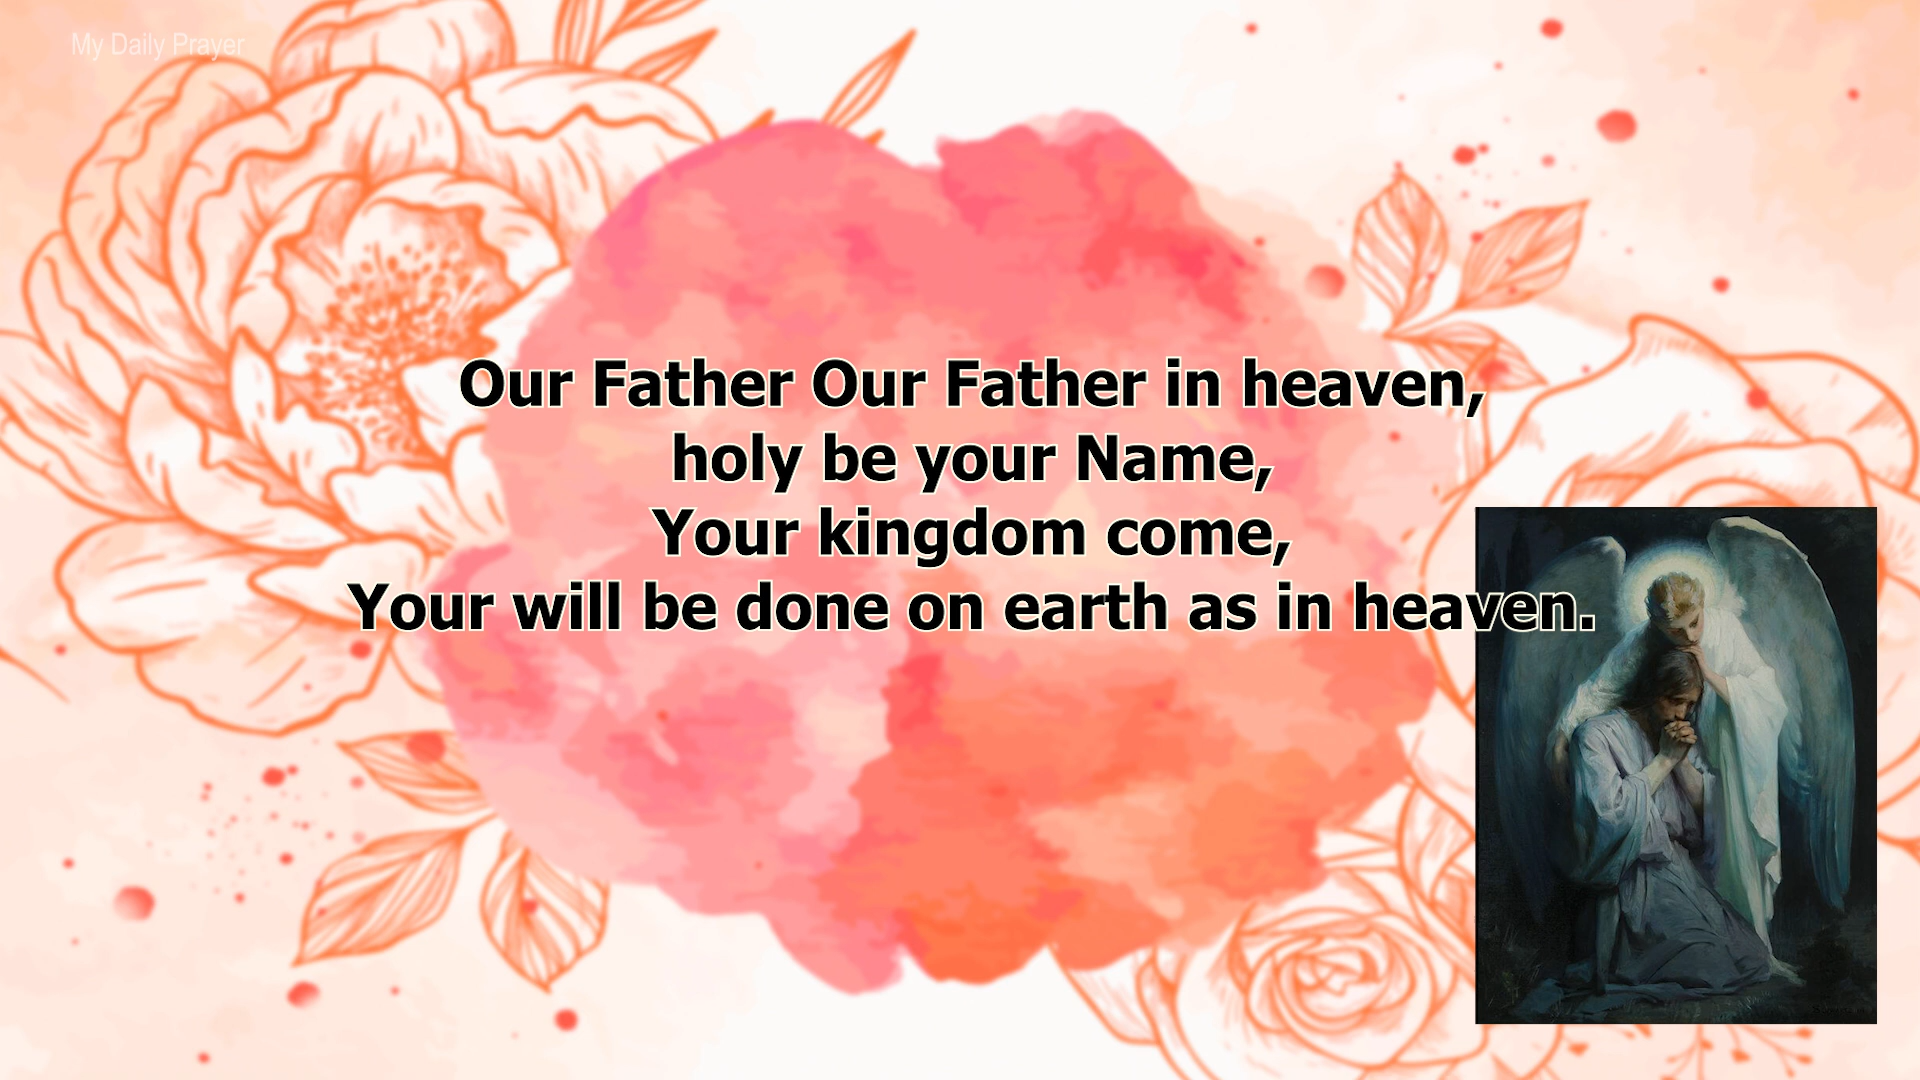 My Daily Prayer
Our Father Our Father in heaven,
holy be your Name,
Your kingdom come,
Your will be done on earth as in heaven.